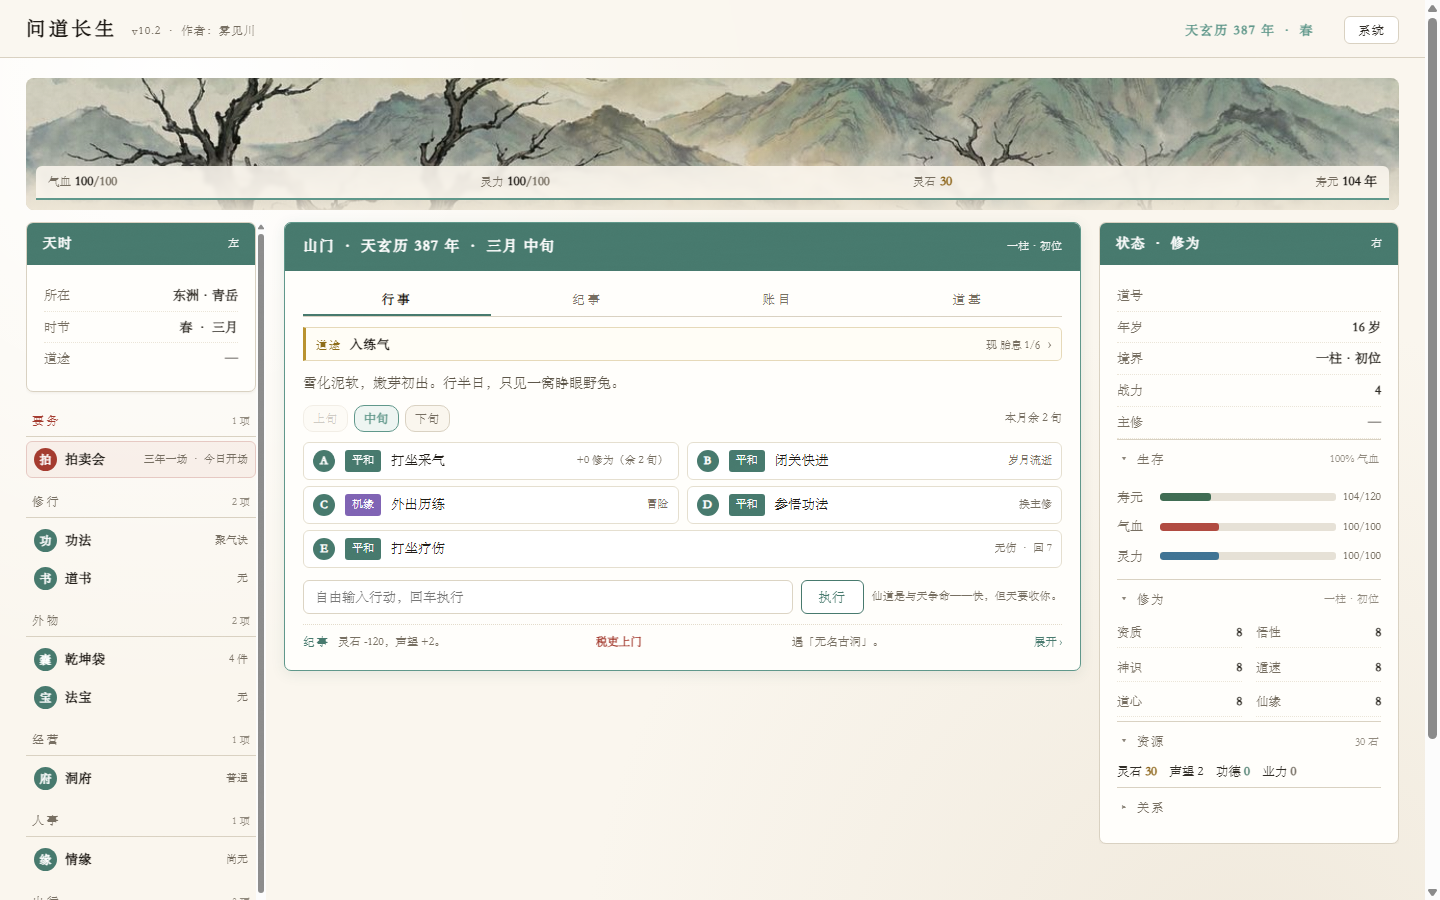 问道长生 v10.2 · 作者：雾见川 天玄历 387 年 · 春 系统
气血 100/100 灵力 100/100 灵石 30 寿元 104 年
天时 左
所在 东洲 · 青岳
时节 春 · 三月
道途 —
要务 1 项
拍 拍卖会 三年一场 · 今日开场
修行 2 项
功 功法 聚气诀
书 道书 无
外物 2 项
囊 乾坤袋 4 件
宝 法宝 无
经营 1 项
府 洞府 普通
人事 1 项
缘 情缘 尚无
山门 · 天玄历 387 年 · 三月 中旬 一柱 · 初位
行事 纪事 账目 道基
道途 入练气 现 胎息 1/6 ›
雪化泥软，嫩芽初出。行半日，只见一窝睁眼野兔。
上旬 中旬 下旬 本月余 2 旬
A 平和 打坐采气 +0 修为（余 2 旬）
B 平和 闭关快进 岁月流逝
C 机缘 外出历练 冒险
D 平和 参悟功法 换主修
E 平和 打坐疗伤 无伤 · 回 7
自由输入行动，回车执行 执行 仙道是与天争命——快，但天要收你。
纪事 灵石 -120，声望 +2。 税吏上门 遇「无名古洞」。 展开 ›
状态 · 修为 右
道号
年岁 16 岁
境界 一柱 · 初位
战力 4
主修 —
生存 100% 气血
寿元 104/120
气血 100/100
灵力 100/100
修为 一柱 · 初位
资质 8 悟性 8
神识 8 遁速 8
道心 8 仙缘 8
资源 30 石
灵石 30 声望 2 功德 0 业力 0
关系